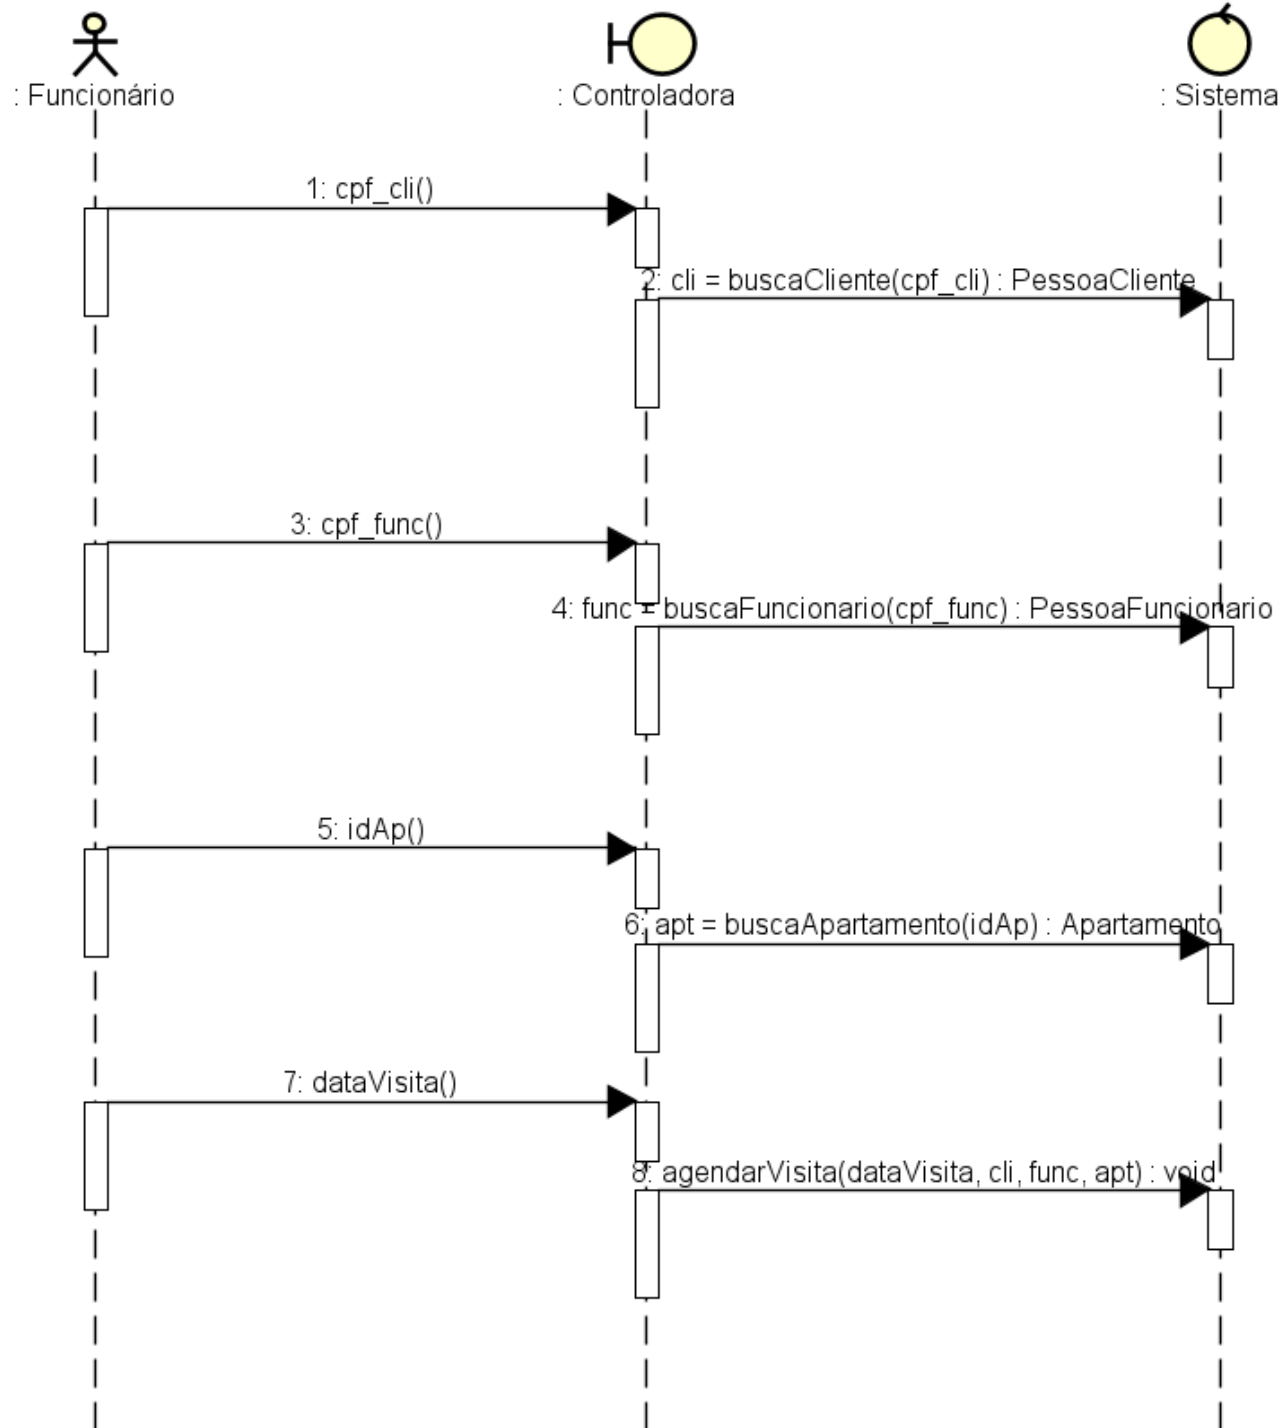 : Funcionário
: Controladora
: Sistema
1: cpf_cli()
2: cli = buscaCliente(cpf_cli) : PessoaCliente
3: cpf_func()
4: func = buscaFuncionario(cpf_func) : PessoaFuncionario
5: idAp()
6: apt = buscaApartamento(idAp) : Apartamento
7: dataVisita()
8: agendarVisita(dataVisita, cli, func, apt) : void